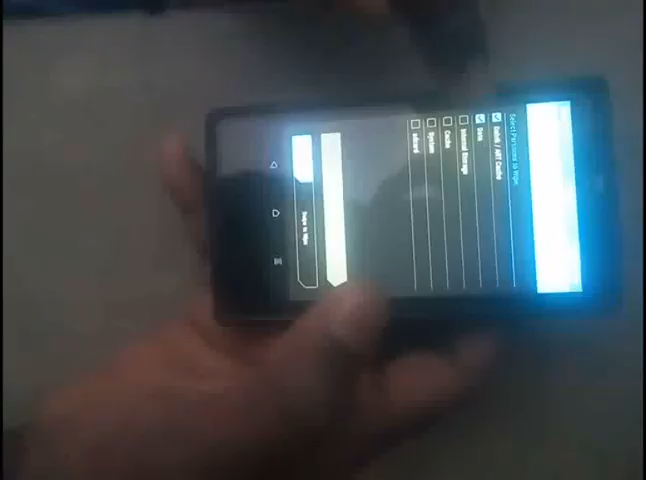 Select Partitions to Wipe:
Dalvik / ART Cache
Data
Internal Storage
Cache
System
Swipe to Wipe